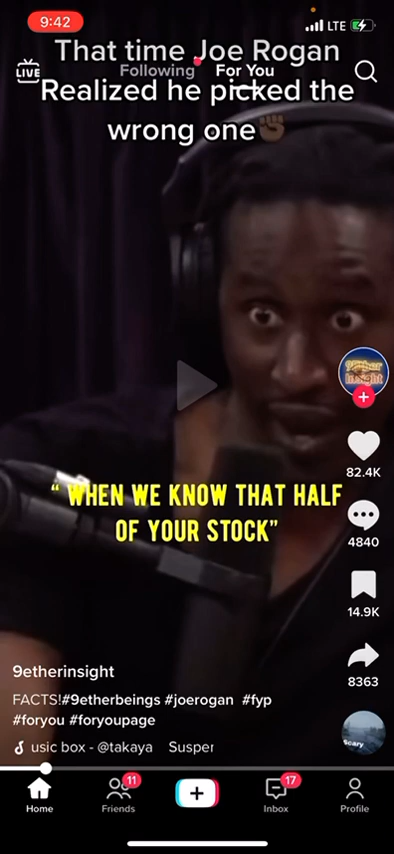 9:42
LTE
That time Joe Rogan
LIVE
Following
For You
Realized he picked the
wrong one✊🏾
82.4K
“ WHEN WE KNOW THAT HALF
OF YOUR STOCK”
4840
14.9K
8363
9etherinsight
FACTS!#9etherbeings #joerogan #fyp
#foryou #foryoupage
usic box - @takaya Susper
Scary
11
17
Home
Friends
Inbox
Profile